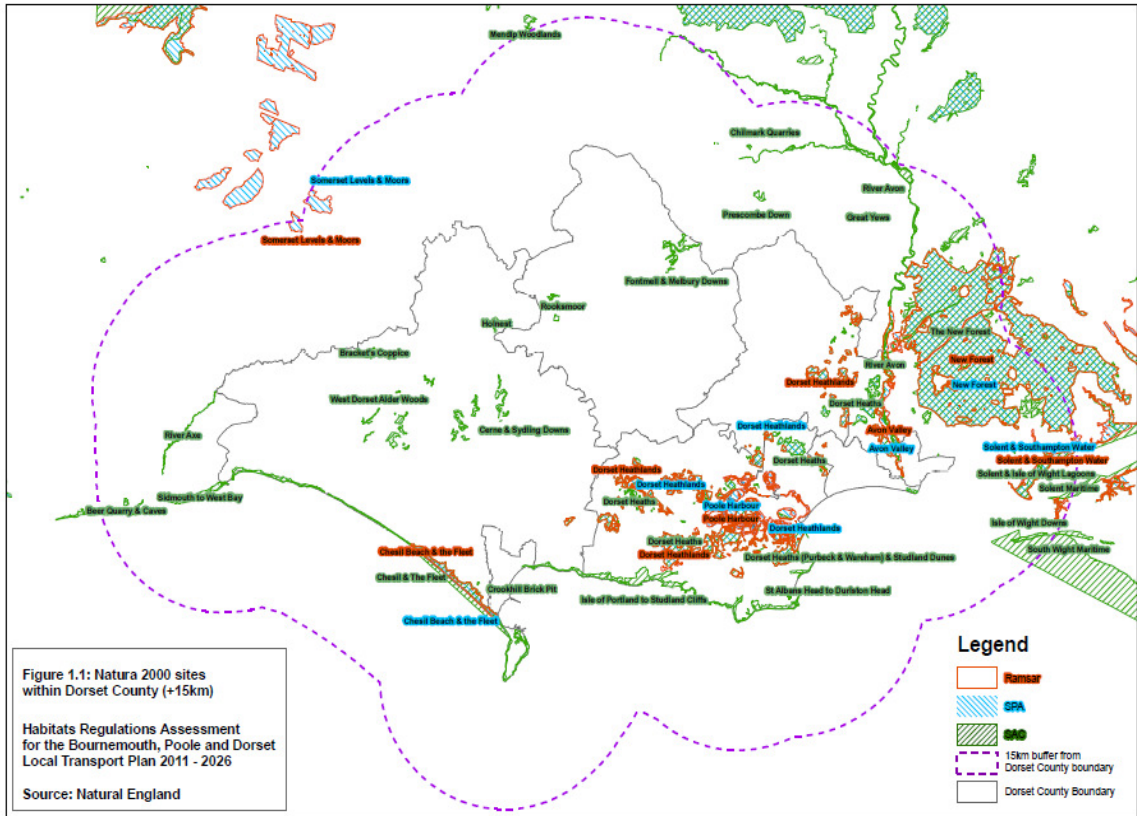 Mendip Woodlands
Chilmark Quarries
Somerset Levels & Moors
River Avon
Prescombe Down
Great Yews
Somerset Levels & Moors
Fontmell & Melbury Downs
Rooksmoor
Holneat
The New Forest
Bracket's Coppice
New Forest
River Avon
Dorset Heathlands
New Forest
West Dorset Alder Woods
Dorset Heaths
Cerne & Sydling Downs
Dorset Heathlands
Avon Valley
River Axe
Avon Valley
Solent & Southampton Water
Dorset Heaths
Solent & Southampton Water
Dorset Heathlands
Solent & Isle of Wight Lagoons
Dorset Heathlands
Solent Maritime
Sidmouth to West Bay
Dorset Heaths
Poole Harbour
Beer Quarry & Caves
Poole Harbour
Isle of Wight Downs
Dorset Heathlands
Dorset Heaths
South Wight Maritime
Chesil Beach & the Fleet
Dorset Heathlands
Dorset Heaths (Purbeck & Wareham) & Studland Dunes
Chesil & The Fleet
Crookhill Brick Pit
St Albans Head to Durlston Head
Isle of Portland to Studland Cliffs
Chesil Beach & the Fleet
Figure 1.1: Natura 2000 sites
within Dorset County (+15km)
Habitats Regulations Assessment
for the Bournemouth, Poole and Dorset
Local Transport Plan 2011 - 2026
Source: Natural England
Legend
Ramsar
SPA
SAC
15km buffer from
Dorset County boundary
Dorset County Boundary